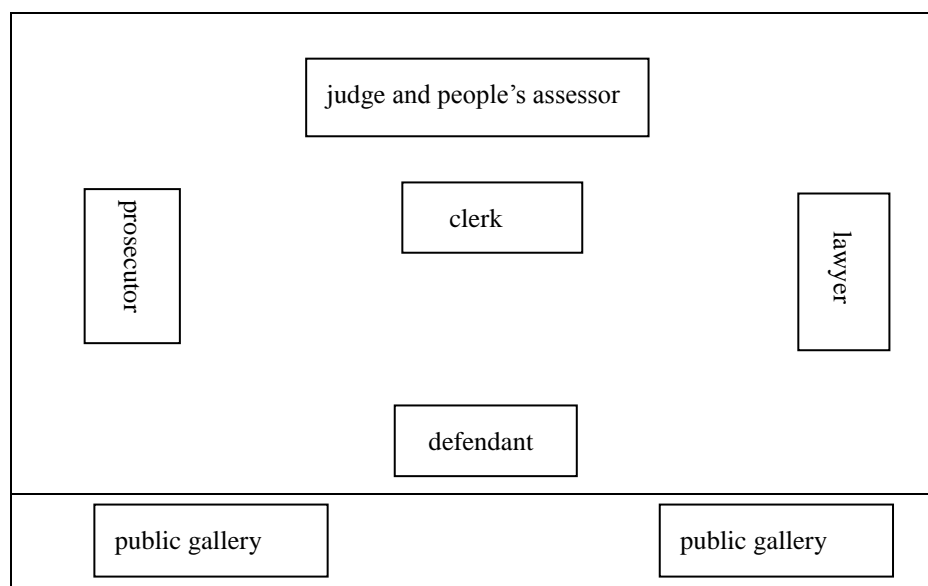 judge and people’s assessor
prosecutor
clerk
lawyer
defendant
public gallery
public gallery